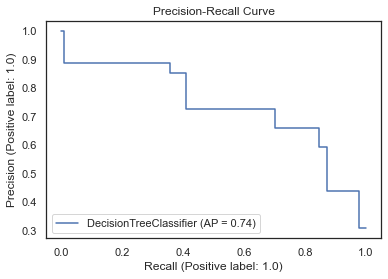 Precision-Recall Curve
Precision (Positive label: 1.0)
1.0
0.9
0.8
0.7
0.6
0.5
0.4
0.3
DecisionTreeClassifier (AP = 0.74)
0.0 0.2 0.4 0.6 0.8 1.0
Recall (Positive label: 1.0)